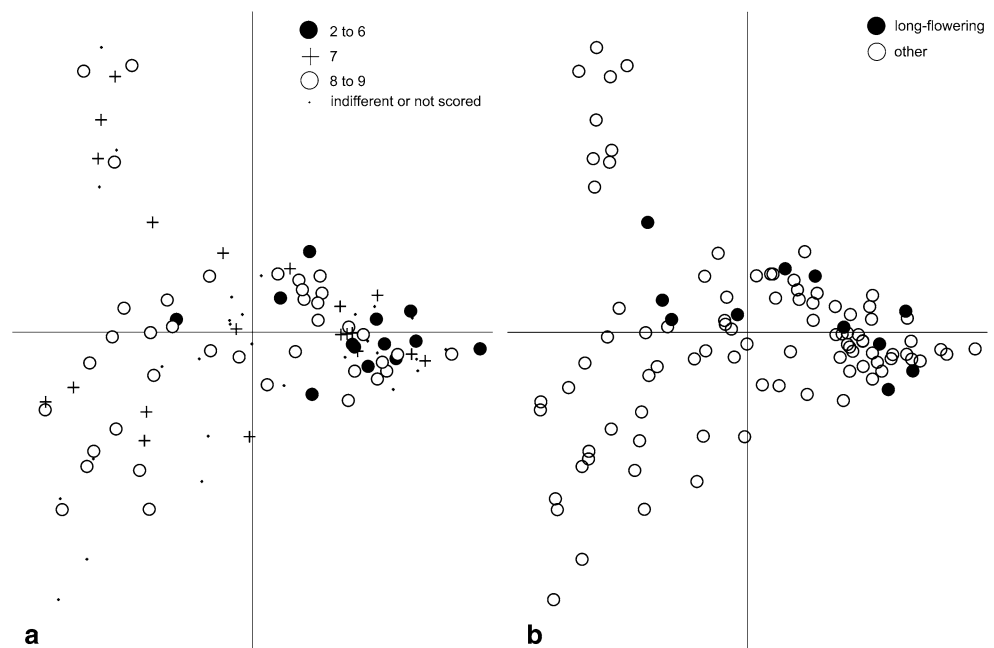 2 to 6
7
8 to 9
indifferent or not scored
long-flowering
other
a
b